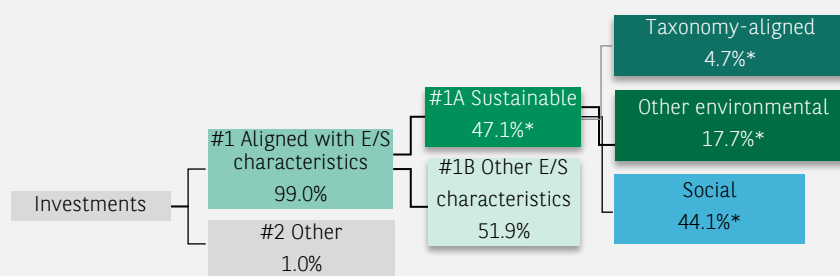 Taxonomy-aligned
4.7%*
#1A Sustainable
47.1%*
Other environmental
17.7%*
#1 Aligned with E/S
characteristics
99.0%
#1B Other E/S
characteristics
51.9%
Social
44.1%*
Investments
#2 Other
1.0%